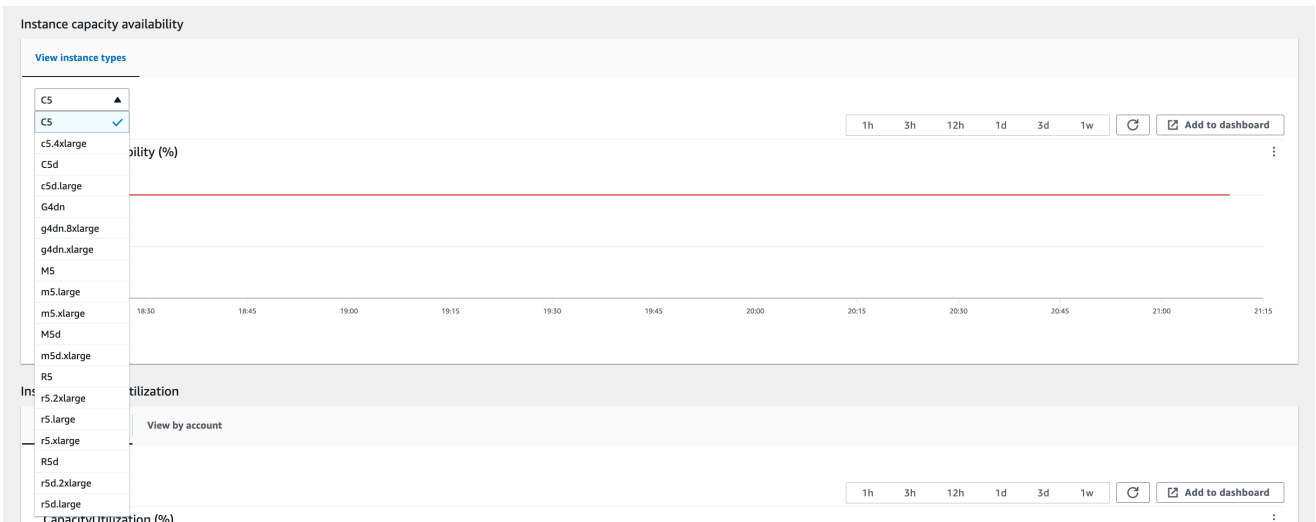 Instance capacity availability
View instance types
C5
C5
c5.4xlarge
C5d
c5d.large
G4dn
g4dn.8xlarge
g4dn.xlarge
M5
m5.large
m5.xlarge
M5d
m5d.xlarge
R5
r5.2xlarge
r5.large
r5.xlarge
R5d
r5d.2xlarge
r5d.large
1h 3h 12h 1d 3d 1w Add to dashboard
bility (%)
18:30 18:45 19:00 19:15 19:30 19:45 20:00 20:15 20:30 20:45 21:00 21:15
Ins tilization
View by account
1h 3h 12h 1d 3d 1w Add to dashboard
CapacityUtilization (%)